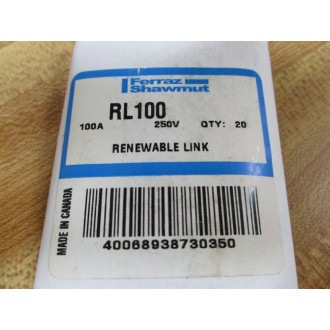 Ferraz
Shawmut
RL100
100A 250V QTY: 20
RENEWABLE LINK
MADE IN CANADA
40068938730350